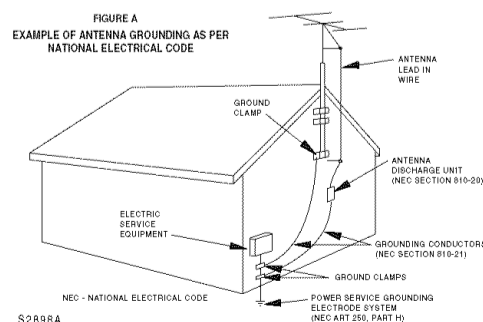 FIGURE A
EXAMPLE OF ANTENNA GROUNDING AS PER
NATIONAL ELECTRICAL CODE
ANTENNA
LEAD IN
WIRE
GROUND
CLAMP
ANTENNA
DISCHARGE UNIT
(NEC SECTION 810-20)
ELECTRIC
SERVICE
EQUIPMENT
GROUNDING CONDUCTORS
(NEC SECTION 810-21)
GROUND CLAMPS
NEC - NATIONAL ELECTRICAL CODE
POWER SERVICE GROUNDING
ELECTRODE SYSTEM
(NEC ART 250, PART H)
S2898A